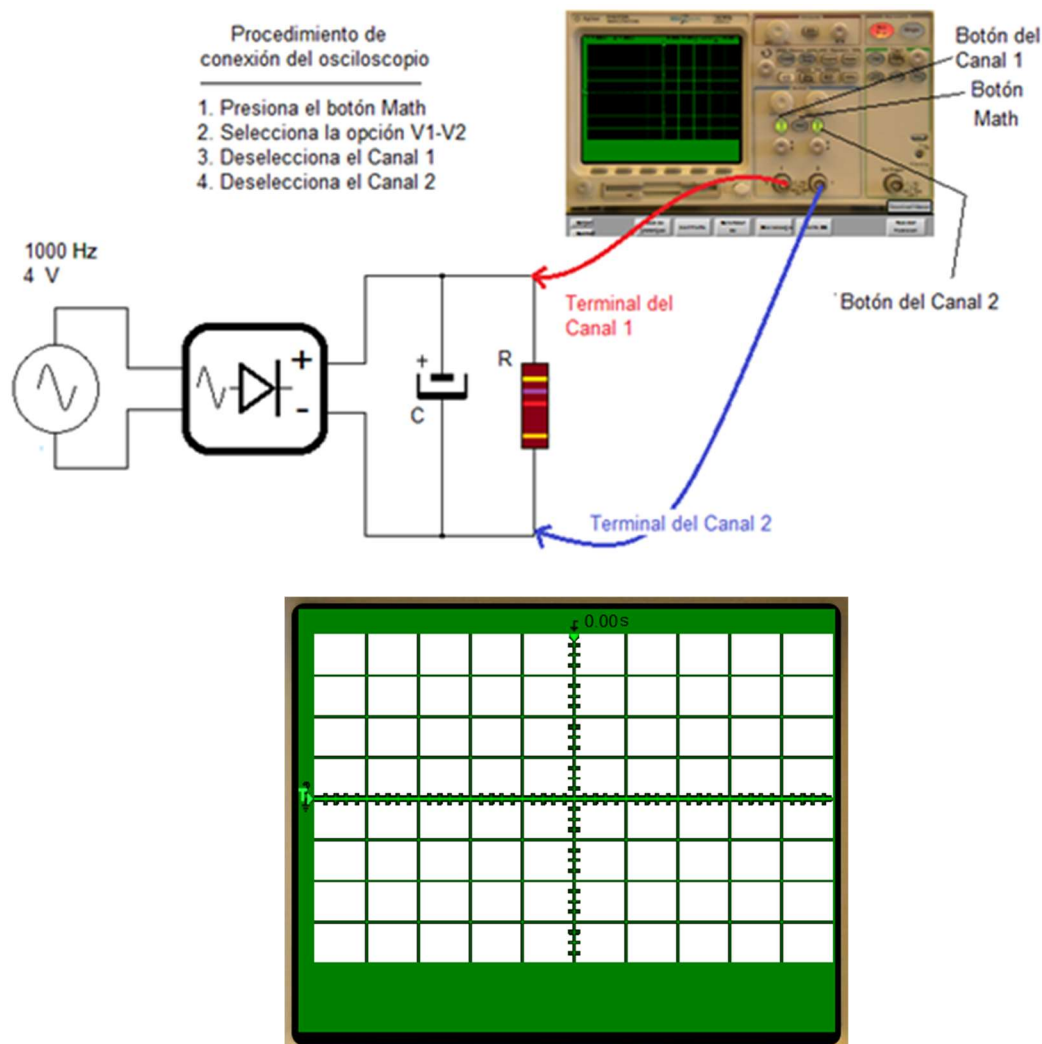 Procedimiento de
conexión del osciloscopio
1. Presiona el botón Math
2. Selecciona la opción V1-V2
3. Deselecciona el Canal 1
4. Deselecciona el Canal 2
Botón del
Canal 1
Botón
Math
Botón del Canal 2
1000 Hz
4 V
Terminal del
Canal 1
+
-
+
C
R
Terminal del Canal 2
0.00s
T